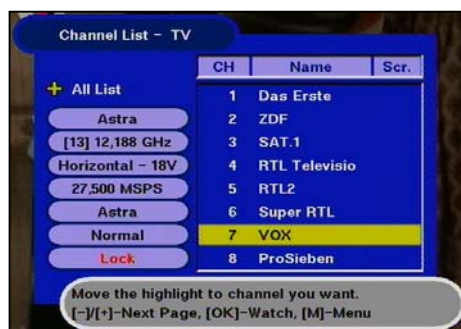 Channel List - TV
CH Name Scr.
+ All List
Astra
[13] 12,188 GHz
Horizontal - 18V
27,500 MSPS
Astra
Normal
Lock
1 Das Erste
2 ZDF
3 SAT.1
4 RTL Televisio
5 RTL2
6 Super RTL
7 VOX
8 ProSieben
Move the highlight to channel you want.
[-]/[+]-Next Page, [OK]-Watch, [M]-Menu